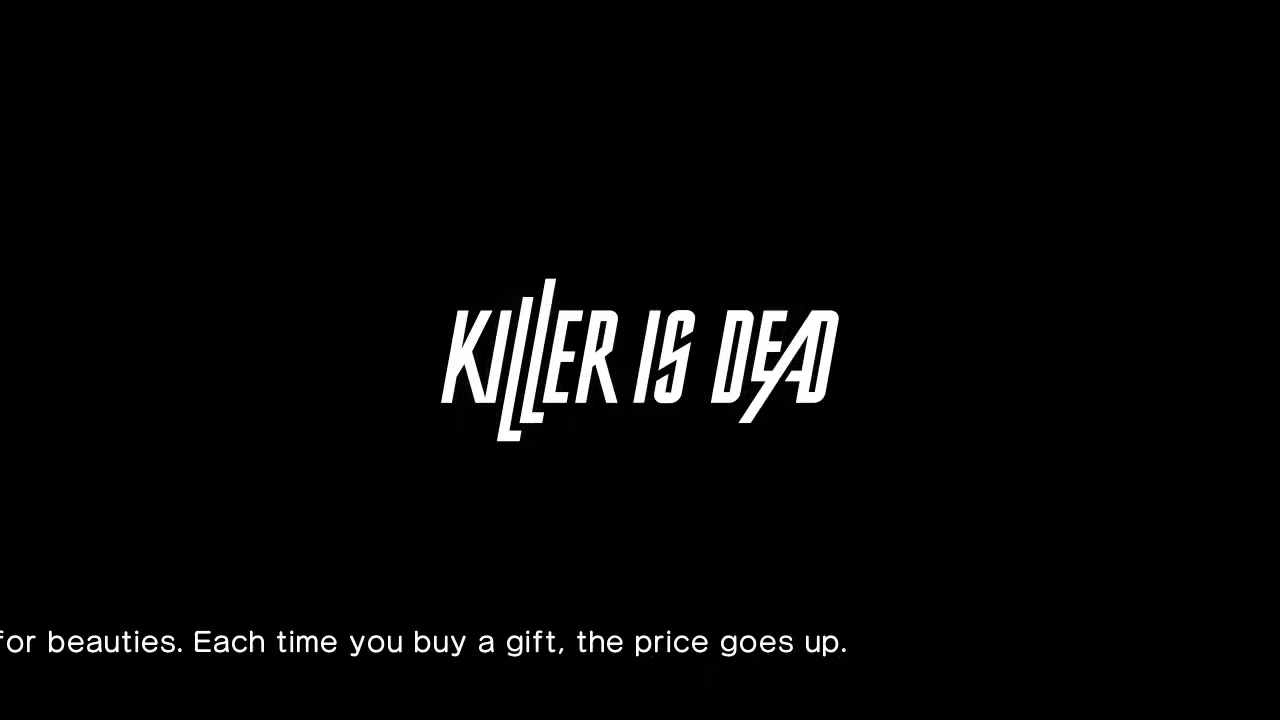 KILLER IS DEAD
for beauties. Each time you buy a gift, the price goes up.